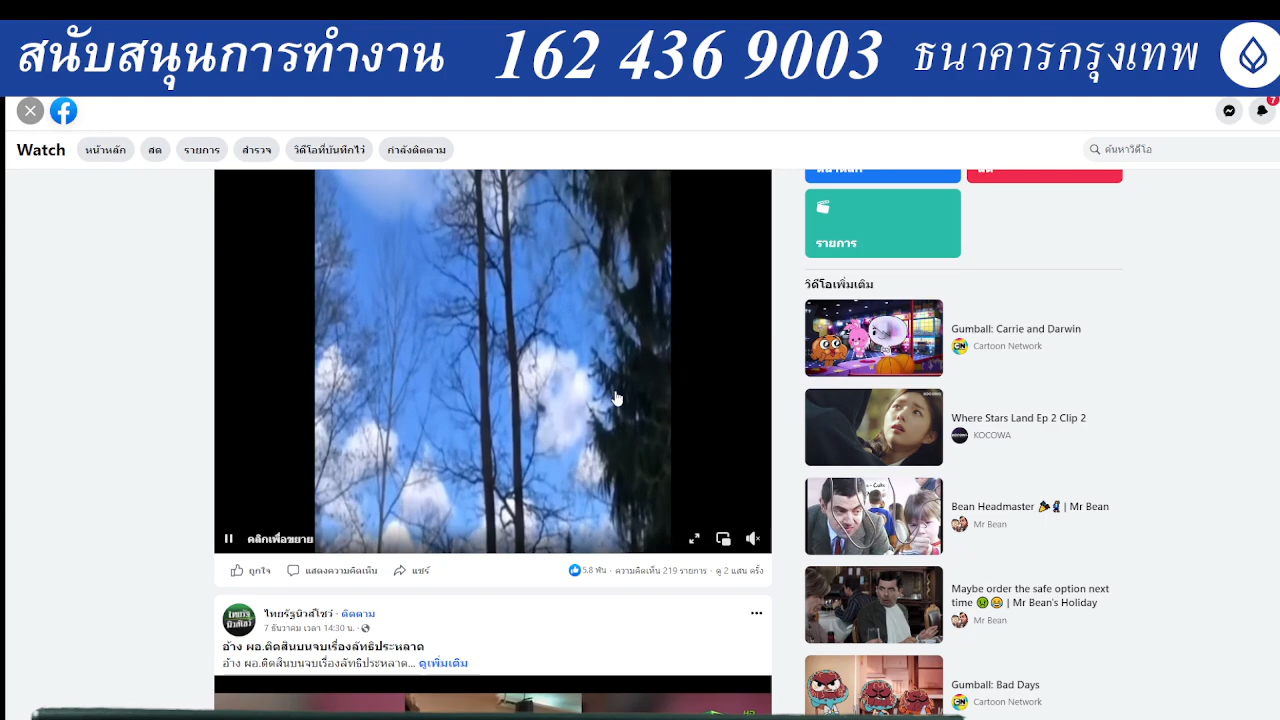 สนับสนุนการทำงาน 162 436 9003 ธนาคารกรุงเทพ
7
Watch หน้าหลัก สด รายการ สำรวจ วิดีโอที่บันทึกไว้ กำลังติดตาม ค้นหาวิดีโอ
รายการ
วิดีโอเพิ่มเติม
Gumball: Carrie and Darwin
Cartoon Network
Where Stars Land Ep 2 Clip 2
KOCOWA
Bean Headmaster 🎉🧍 | Mr Bean
Mr Bean
Maybe order the safe option next
time 🤢😂 | Mr Bean's Holiday
Mr Bean
Gumball: Bad Days
Cartoon Network
คลิกเพื่อขยาย
ถูกใจ แสดงความคิดเห็น แชร์ 5.8 พัน · ความคิดเห็น 219 รายการ · ดู 2 แสน ครั้ง
ไทยรัฐนิวส์โชว์ · ติดตาม
7 ธันวาคม เวลา 14:30 น. ·
อ้าง ผอ.ติดสินบนจบเรื่องลัทธิประหลาด
อ้าง ผอ.ติดสินบนจบเรื่องลัทธิประหลาด... ดูเพิ่มเติม